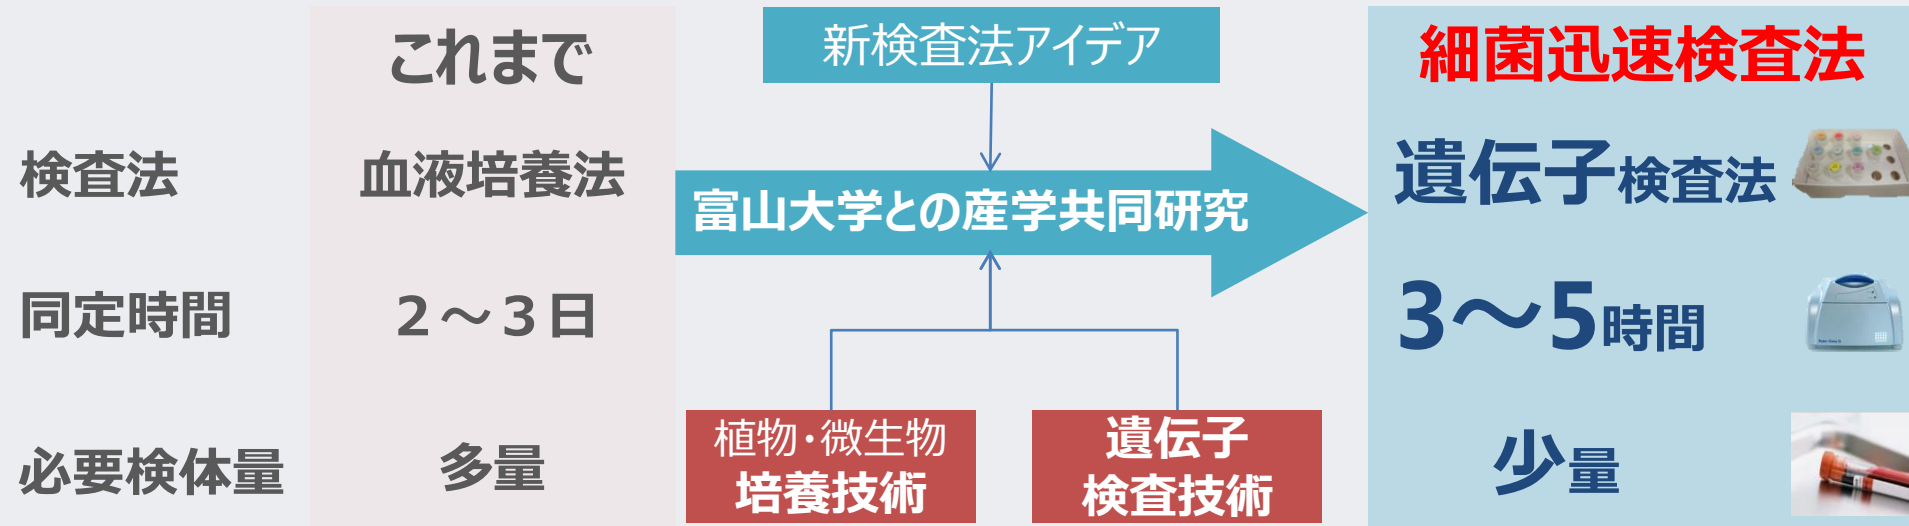 これまで
新検査法アイデア
細菌迅速検査法
検査法
血液培養法
富山大学との産学共同研究
遺伝子検査法
同定時間
２～３日
3～5時間
必要検体量
多量
植物・微生物
培養技術
遺伝子
検査技術
少量